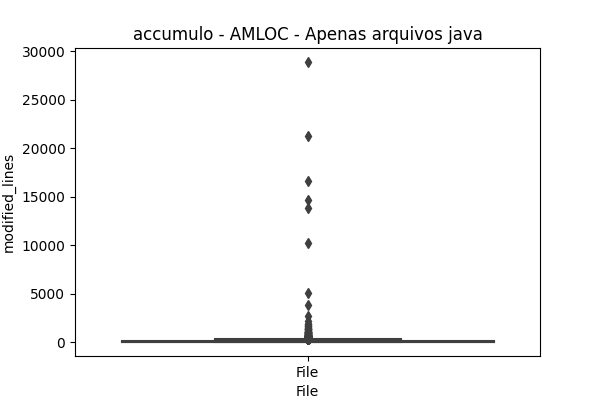 accumulo - AMLOC - Apenas arquivos java
30000
25000
20000
15000
10000
5000
0
modified_lines
File
File